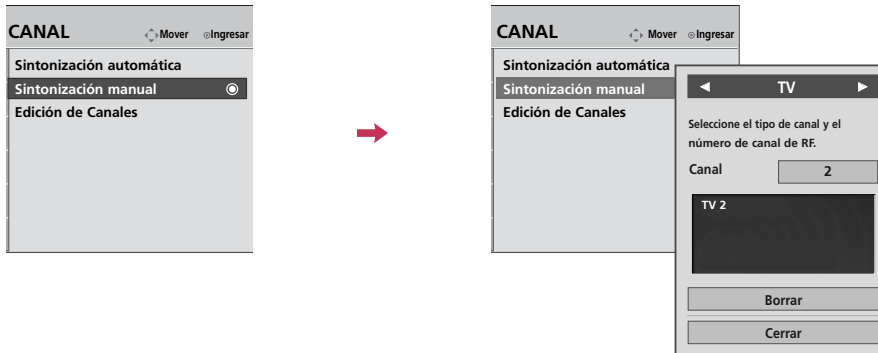 CANAL Mover Ingresar
Sintonización automática
Sintonización manual
Edición de Canales
CANAL Mover Ingresar
Sintonización automática
Sintonización manual
Edición de Canales
TV
Seleccione el tipo de canal y el
número de canal de RF.
Canal 2
TV 2
Borrar
Cerrar